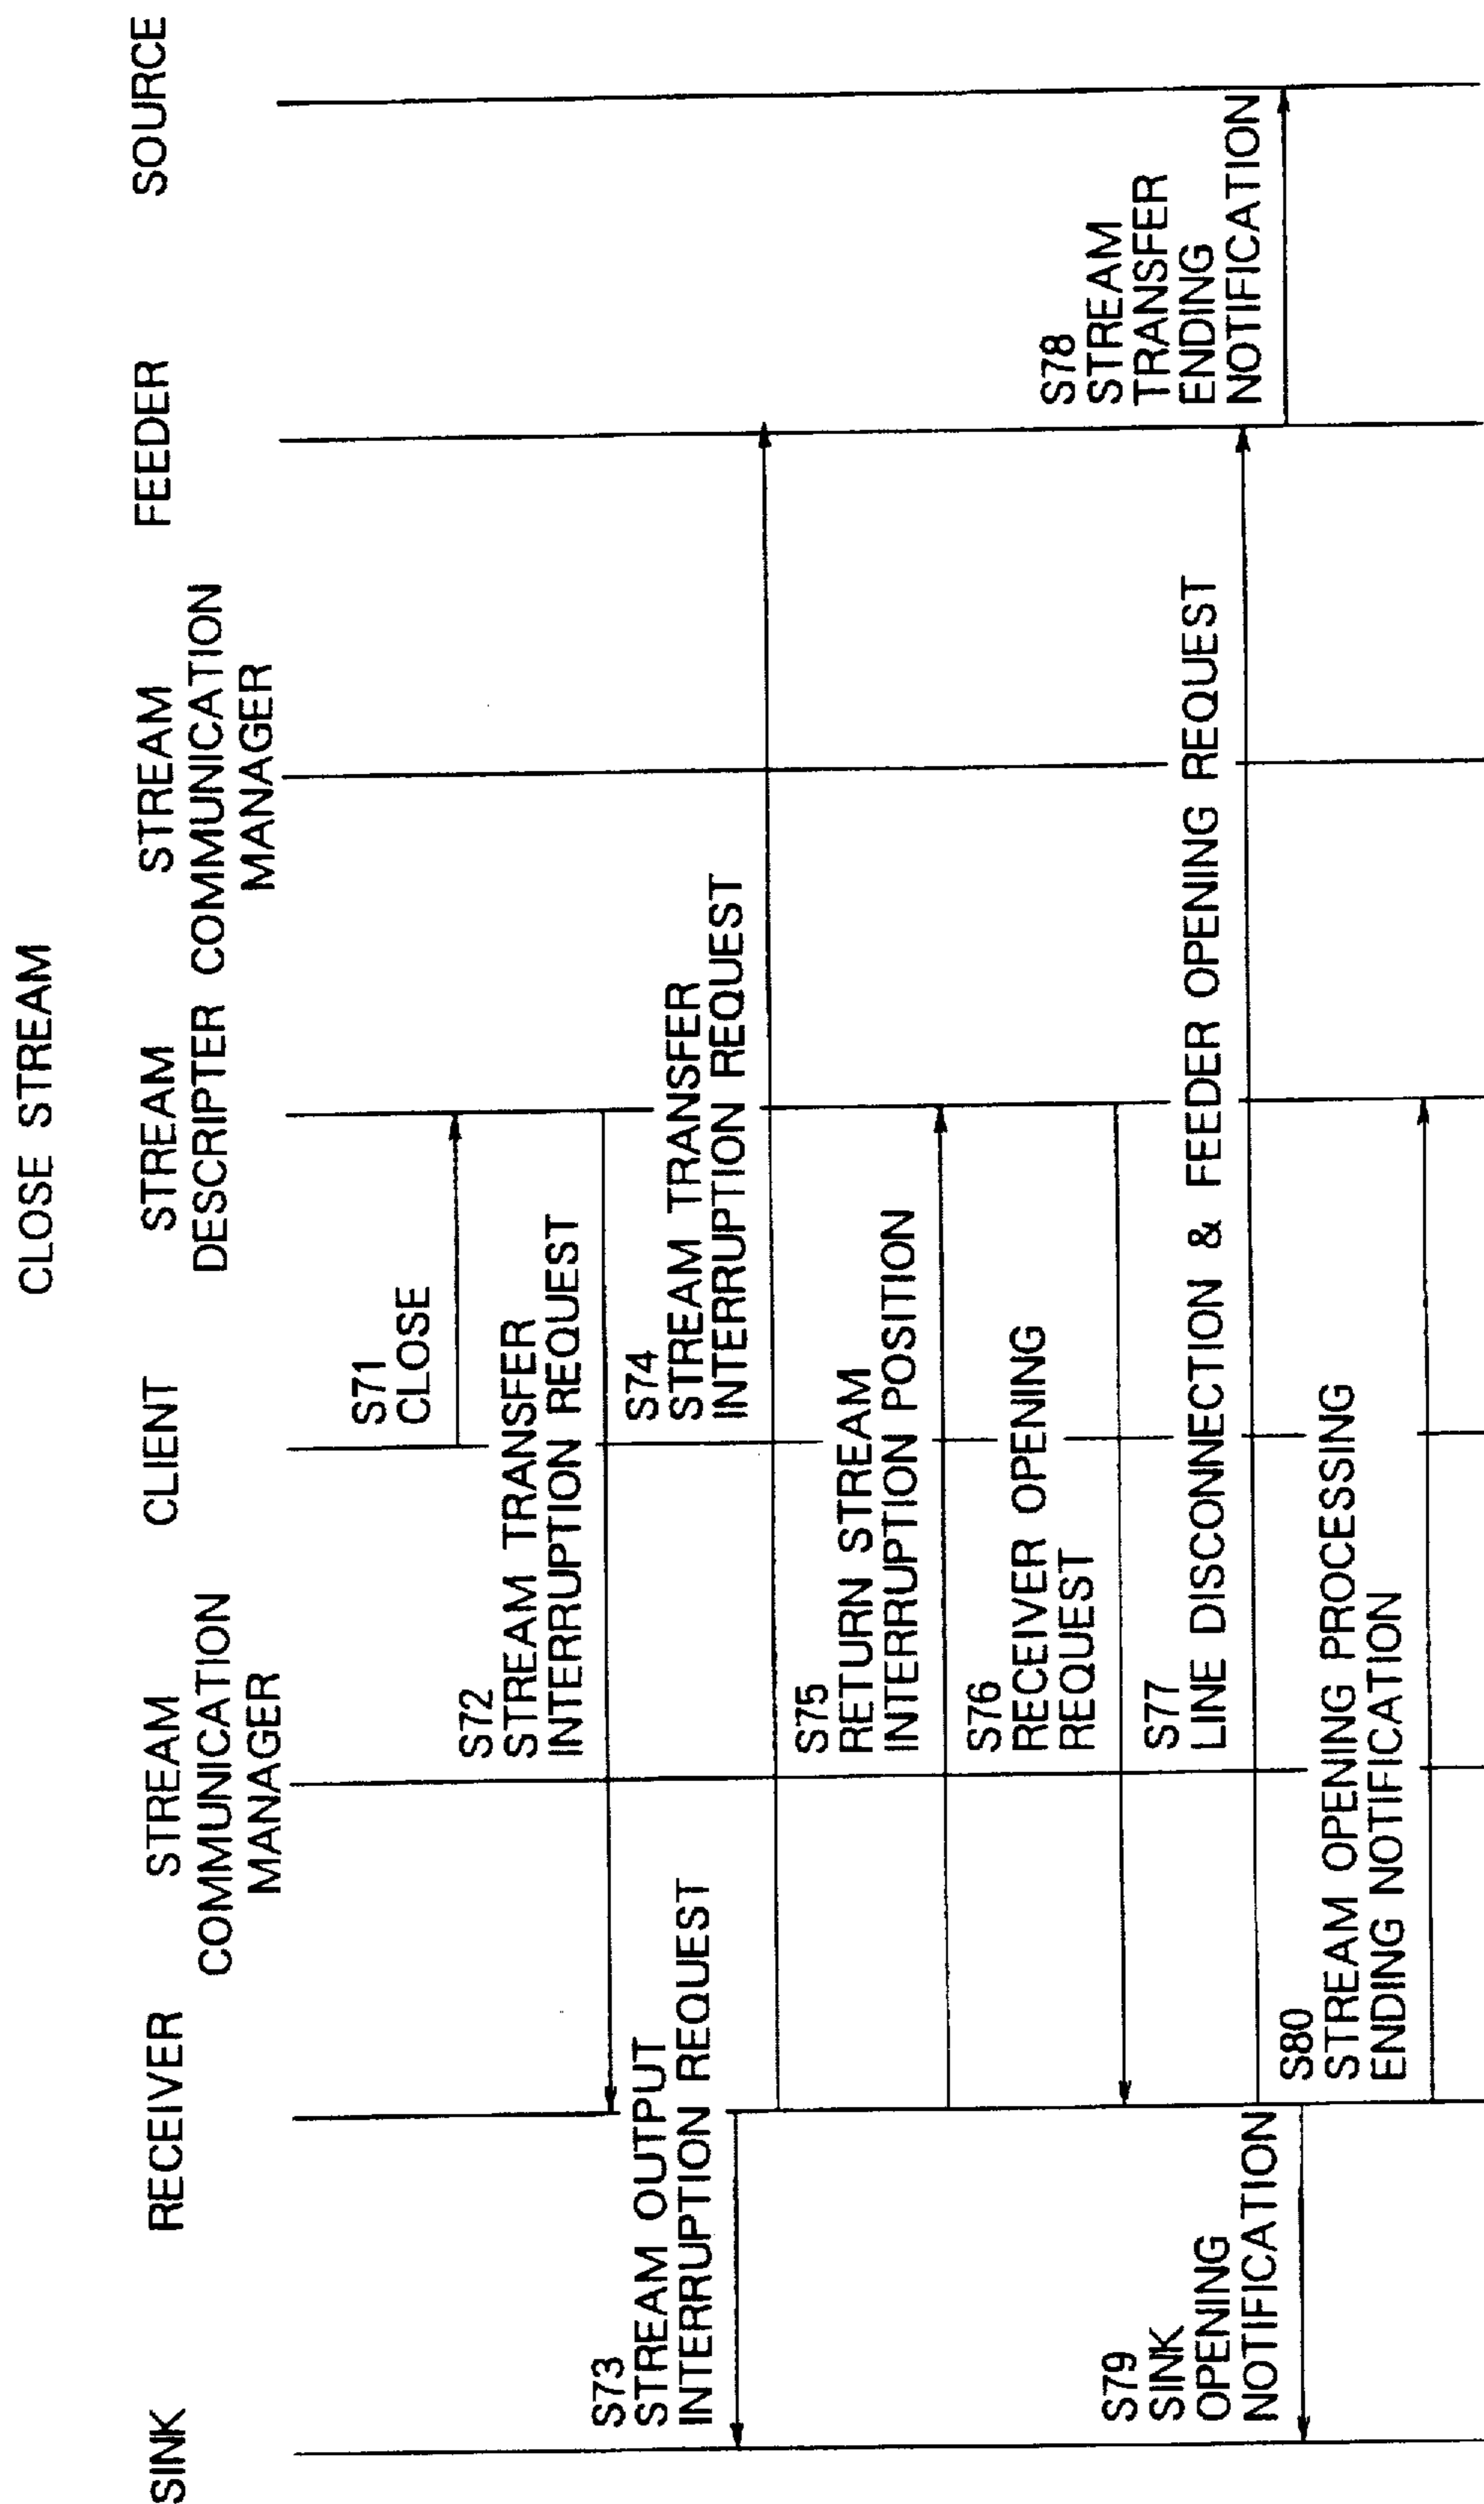 CLOSE STREAM
SINK
RECEIVER
STREAM
COMMUNICATION
MANAGER
CLIENT
STREAM
DESCRIPTER
STREAM
COMMUNICATION
MANAGER
FEEDER
SOURCE
S71
CLOSE
S72
STREAM TRANSFER
INTERRUPTION REQUEST
S73
STREAM OUTPUT
INTERRUPTION REQUEST
S74
STREAM TRANSFER
INTERRUPTION REQUEST
S75
RETURN STREAM
INTERRUPTION POSITION
S76
RECEIVER OPENING
REQUEST
S77
LINE DISCONNECTION & FEEDER OPENING REQUEST
S78
STREAM
TRANSFER
ENDING
NOTIFICATION
S79
SINK
OPENING
NOTIFICATION
S80
STREAM OPENING PROCESSING
ENDING NOTIFICATION